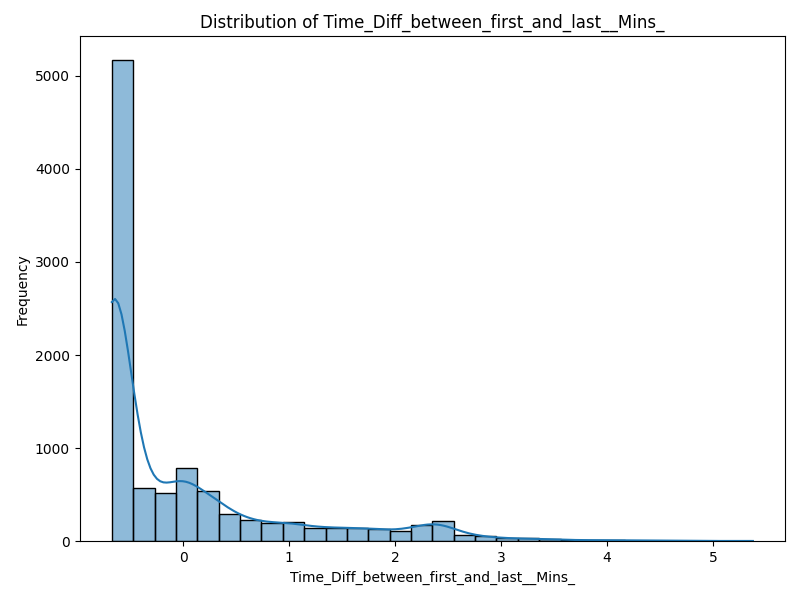 Distribution of Time_Diff_between_first_and_last__Mins_
5000
4000
3000
2000
1000
0
Frequency
0 1 2 3 4 5
Time_Diff_between_first_and_last__Mins_